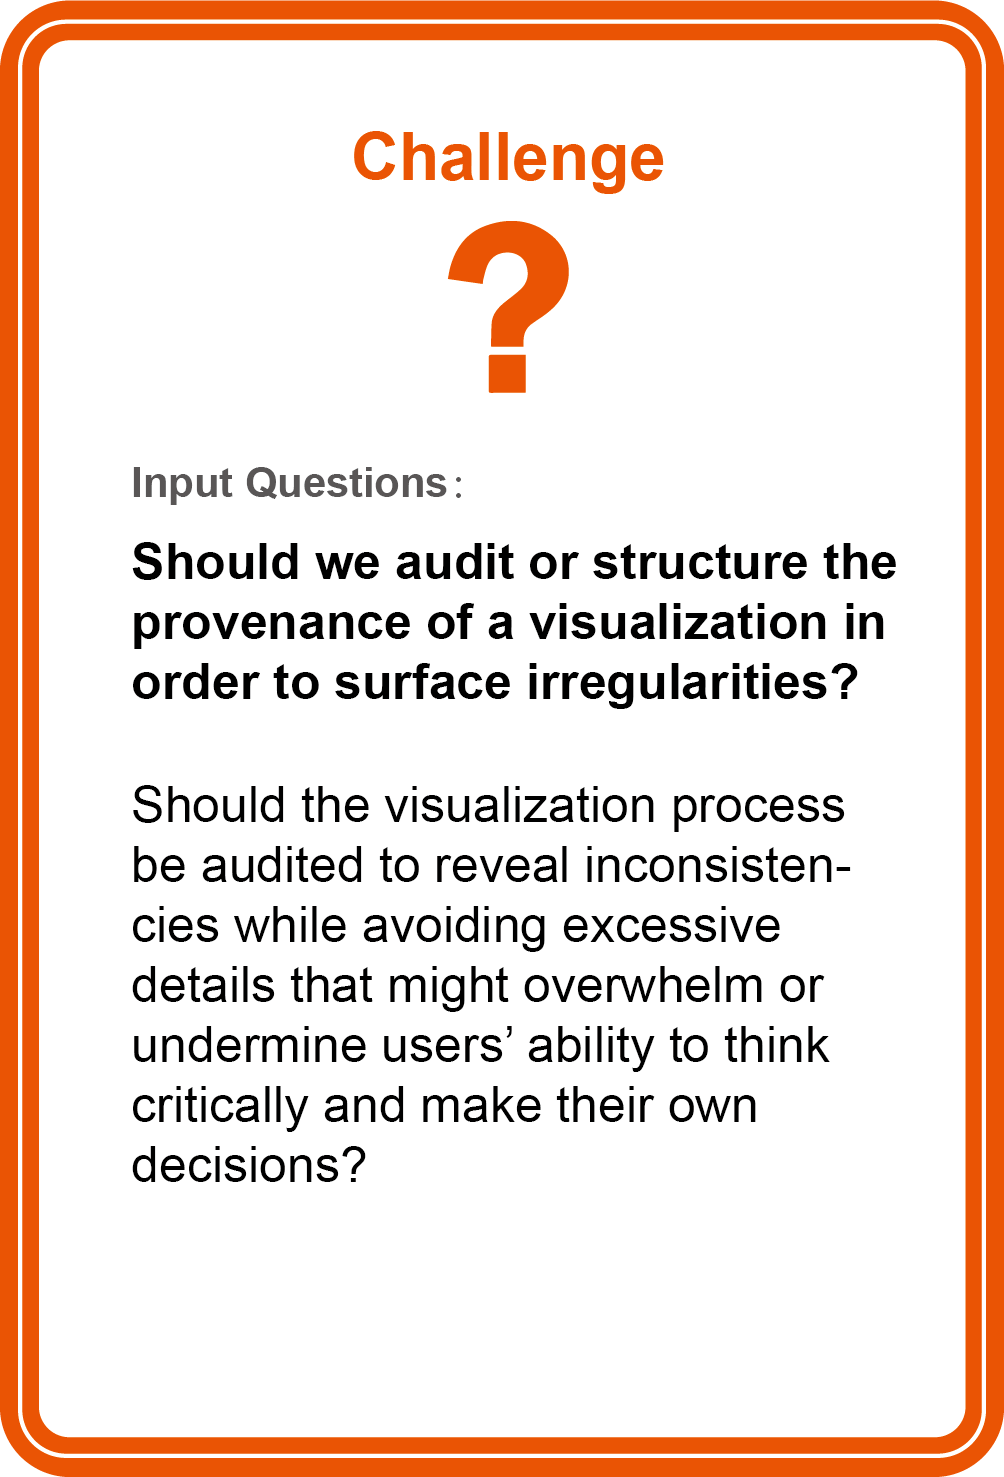 Challenge
?
Input Questions:
Should we audit or structure the
provenance of a visualization in
order to surface irregularities?
Should the visualization process
be audited to reveal inconsisten-
cies while avoiding excessive
details that might overwhelm or
undermine users’ ability to think
critically and make their own
decisions?